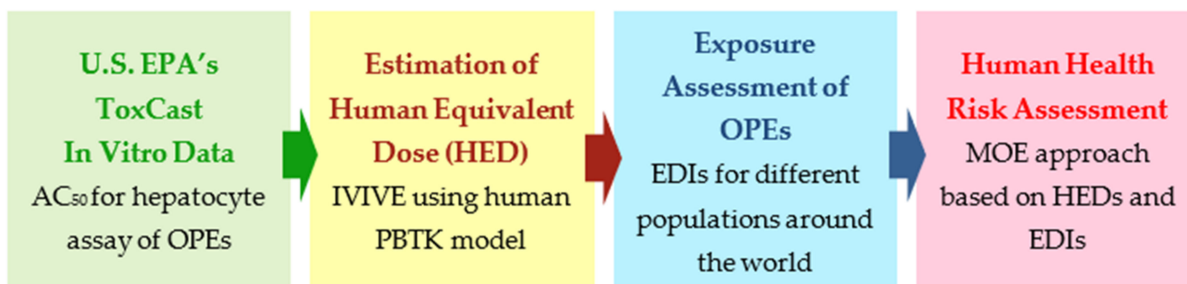 U.S. EPA's
ToxCast
In Vitro Data
AC₅₀ for hepatocyte
assay of OPEs
Estimation of
Human Equivalent
Dose (HED)
IVIVE using human
PBTK model
Exposure
Assessment of
OPEs
EDIs for different
populations around
the world
Human Health
Risk Assessment
MOE approach
based on HEDs and
EDIs